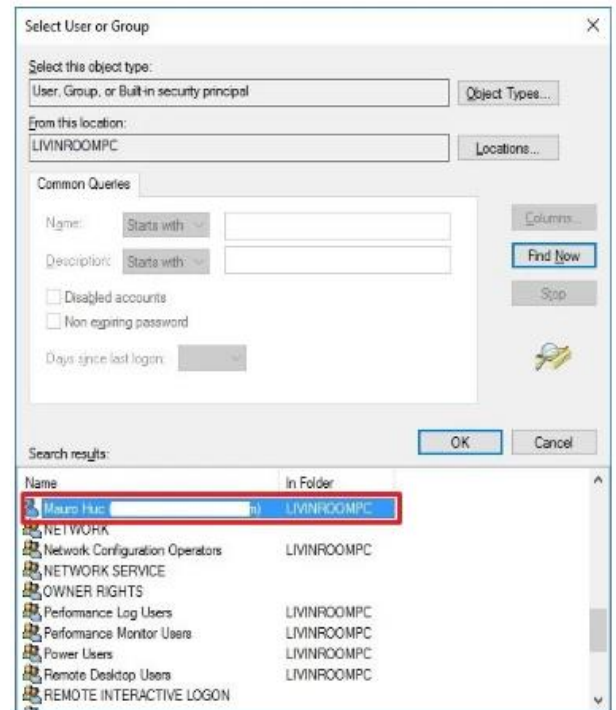 Select User or Group
Select this object type:
User, Group, or Built-in security principal
Object Types...
From this location:
LIVINROOMPC
Locations...
Common Queries
Name: Starts with
Columns...
Description: Starts with
Find Now
Disabled accounts
Stop
Non expiring password
Days since last logon:
OK Cancel
Search results:
Name In Folder
Mauro Huc ( m) LIVINROOMPC
NETWORK
Network Configuration Operators LIVINROOMPC
NETWORK SERVICE
OWNER RIGHTS
Performance Log Users LIVINROOMPC
Performance Monitor Users LIVINROOMPC
Power Users LIVINROOMPC
Remote Desktop Users LIVINROOMPC
REMOTE INTERACTIVE LOGON